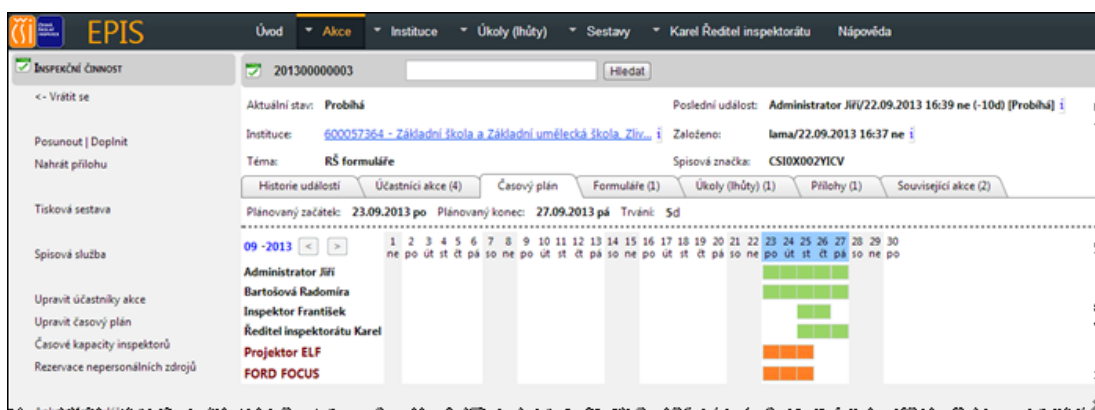 ČESKÁ ŠKOLNÍ INSPEKCE
EPIS
Úvod Akce Instituce Úkoly (lhůty) Sestavy Karel Ředitel inspektorátu Nápověda
INSPEKČNÍ ČINNOST
<- Vrátit se
Posunout | Doplnit
Nahrát přílohu
Tisková sestava
Spisová služba
Upravit účastníky akce
Upravit časový plán
Časové kapacity inspektorů
Rezervace nepersonálních zdrojů
201300000003 Hledat
Aktuální stav: Probíhá Poslední událost: Administrator Jiří/22.09.2013 16:39 ne (-10d) [Probíhá] i
Instituce: 600057364 - Základní škola a Základní umělecká škola, Zliv... i Založeno: lama/22.09.2013 16:37 ne i
Téma: RŠ formuláře Spisová značka: CSI0X002YICV
Historie událostí Účastníci akce (4) Časový plán Formuláře (1) Úkoly (lhůty) (1) Přílohy (1) Související akce (2)
Plánovaný začátek: 23.09.2013 po Plánovaný konec: 27.09.2013 pá Trvání: 5d
09 -2013 < > 1 2 3 4 5 6 7 8 9 10 11 12 13 14 15 16 17 18 19 20 21 22 23 24 25 26 27 28 29 30
ne po út st čt pá so ne po út st čt pá so ne po út st čt pá so ne po út st čt pá so ne po
Administrator Jiří
Bartošová Radomíra
Inspektor František
Ředitel inspektorátu Karel
Projektor ELF
FORD FOCUS